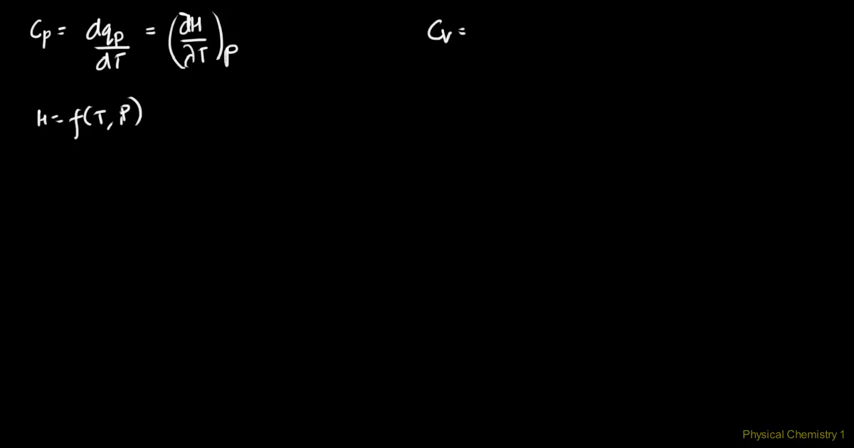 Cp = dqp/dT = (∂H/∂T)P
Cv =
H = f(T, P)
Physical Chemistry 1